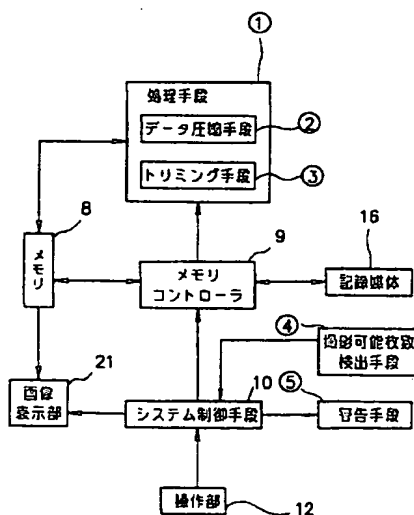 ①
処理手段
データ圧縮手段
②
トリミング手段
③
8
メモリ
9
メモリ
コントローラ
16
記録媒体
④
撮影可能枚数
検出手段
21
画像
表示部
10
システム制御手段
⑤
警告手段
操作部
12